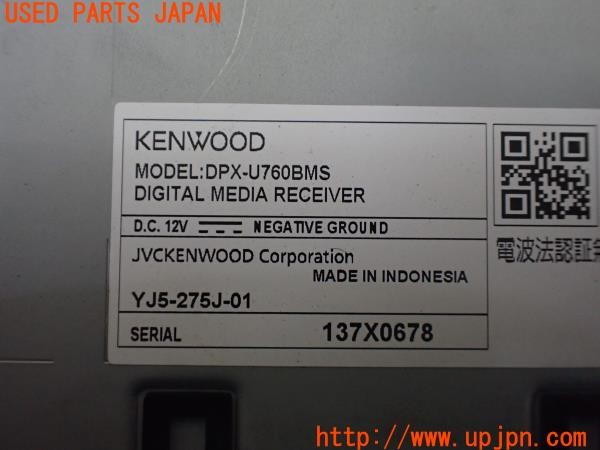 USED PARTS JAPAN
KENWOOD
MODEL:DPX-U760BMS
DIGITAL MEDIA RECEIVER
D.C. 12V NEGATIVE GROUND
JVCKENWOOD Corporation
MADE IN INDONESIA
YJ5-275J-01
SERIAL 137X0678
電波法認証
http://www.upjpn.com/